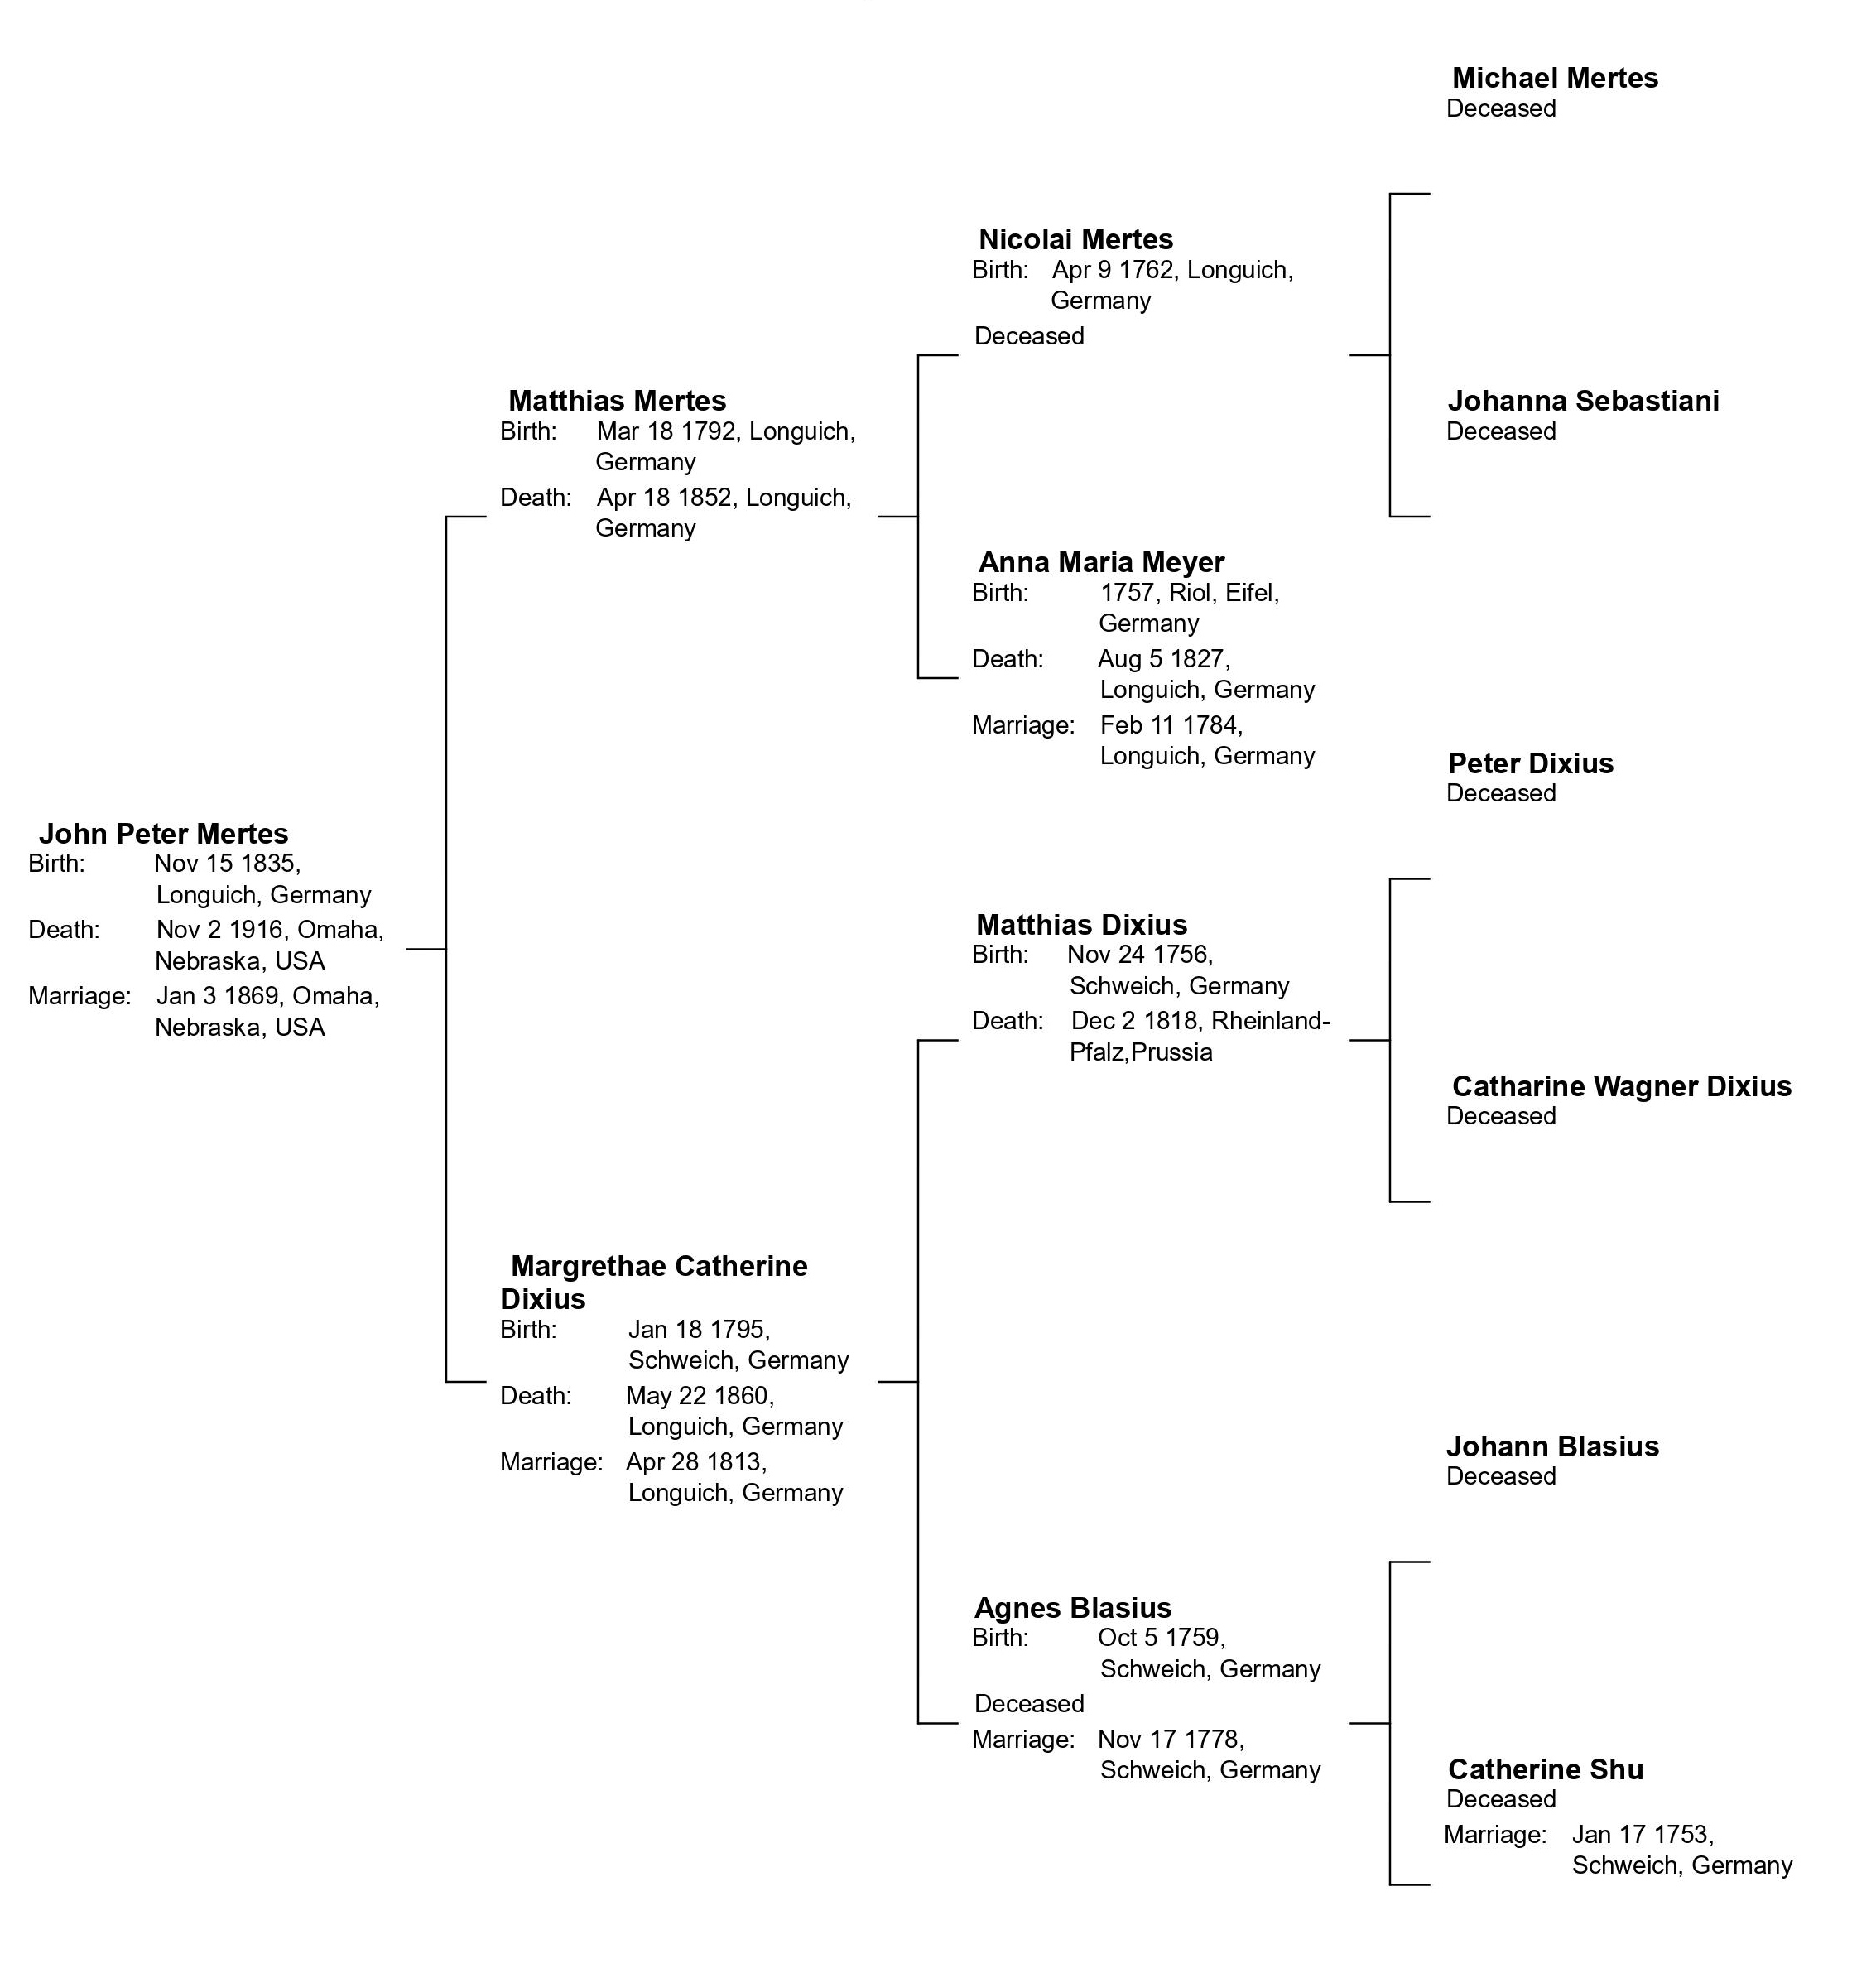 Michael Mertes
Deceased
Nicolai Mertes
Birth: Apr 9 1762, Longuich,
Germany
Deceased
Matthias Mertes
Birth: Mar 18 1792, Longuich,
Germany
Death: Apr 18 1852, Longuich,
Germany
Johanna Sebastiani
Deceased
Anna Maria Meyer
Birth: 1757, Riol, Eifel,
Germany
Death: Aug 5 1827,
Longuich, Germany
Marriage: Feb 11 1784,
Longuich, Germany
Peter Dixius
Deceased
John Peter Mertes
Birth: Nov 15 1835,
Longuich, Germany
Death: Nov 2 1916, Omaha,
Nebraska, USA
Marriage: Jan 3 1869, Omaha,
Nebraska, USA
Matthias Dixius
Birth: Nov 24 1756,
Schweich, Germany
Death: Dec 2 1818, Rheinland-
Pfalz,Prussia
Catharine Wagner Dixius
Deceased
Margrethae Catherine
Dixius
Birth: Jan 18 1795,
Schweich, Germany
Death: May 22 1860,
Longuich, Germany
Marriage: Apr 28 1813,
Longuich, Germany
Johann Blasius
Deceased
Agnes Blasius
Birth: Oct 5 1759,
Schweich, Germany
Deceased
Marriage: Nov 17 1778,
Schweich, Germany
Catherine Shu
Deceased
Marriage: Jan 17 1753,
Schweich, Germany